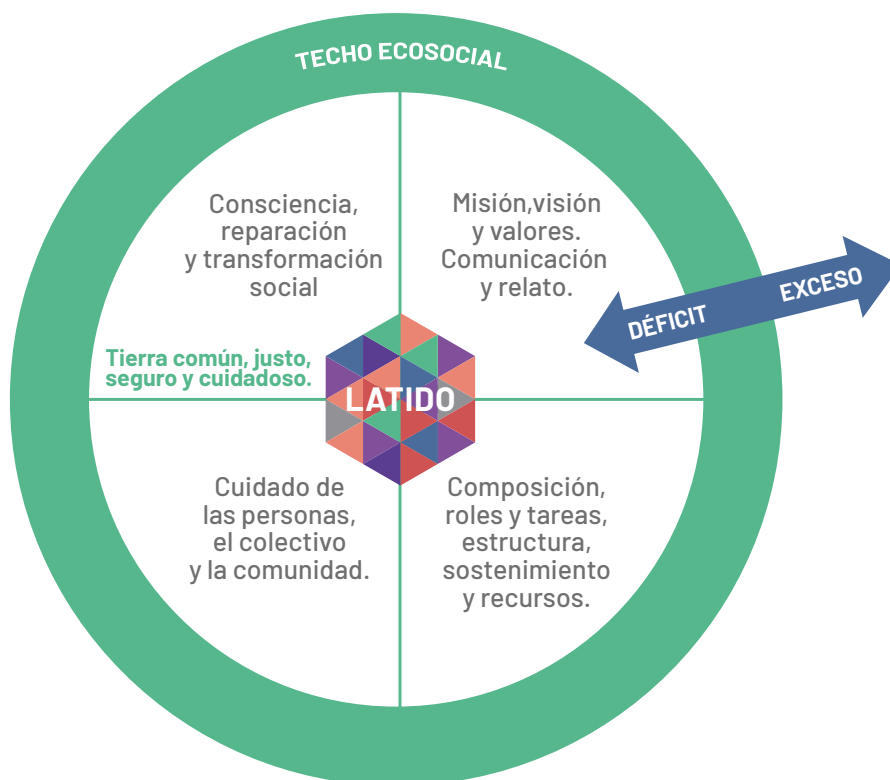 TECHO ECOSOCIAL
Consciencia,
reparación
y transformación
social
Misión,visión
y valores.
Comunicación
y relato.
DÉFICIT
EXCESO
Tierra común, justo,
seguro y cuidadoso.
LATIDO
Cuidado de
las personas,
el colectivo
y la comunidad.
Composición,
roles y tareas,
estructura,
sostenimiento
y recursos.